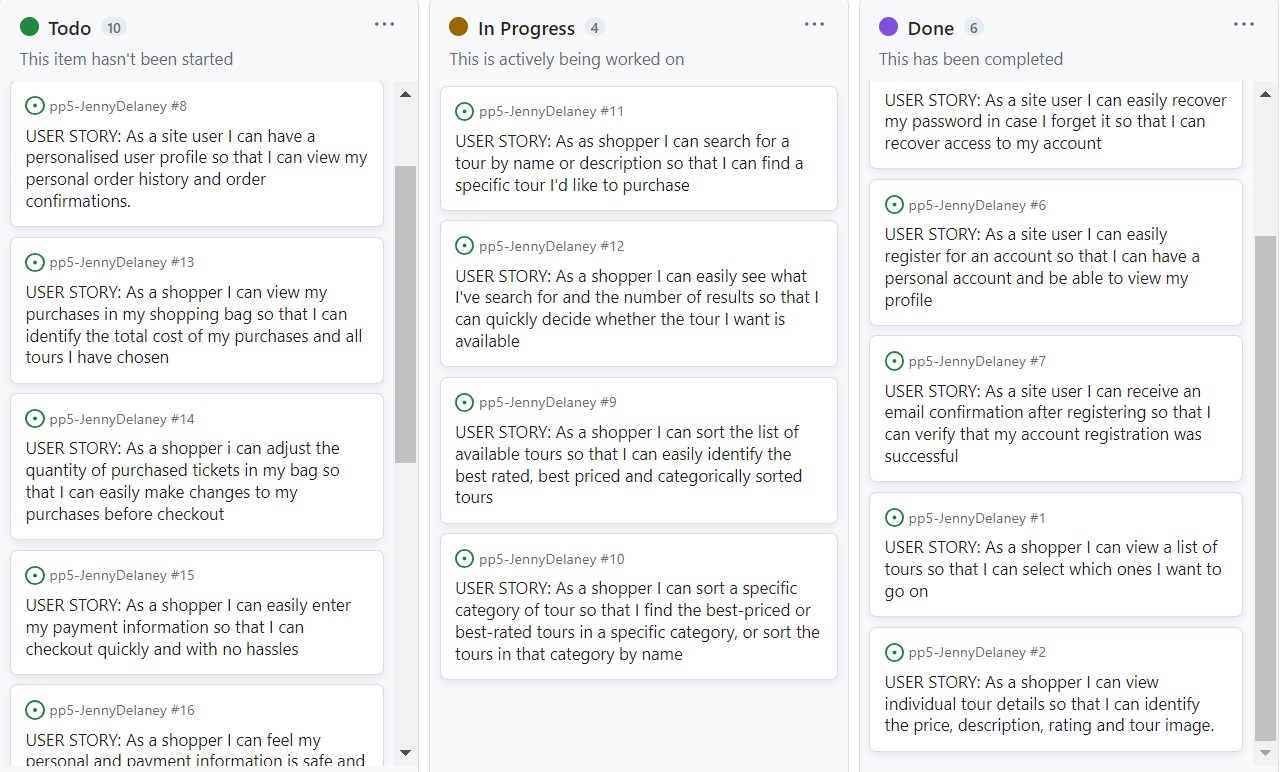 Todo 10
This item hasn't been started
pp5-JennyDelaney #8
USER STORY: As a site user I can have a
personalised user profile so that I can view my
personal order history and order
confirmations.
pp5-JennyDelaney #13
USER STORY: As a shopper I can view my
purchases in my shopping bag so that I can
identify the total cost of my purchases and all
tours I have chosen
pp5-JennyDelaney #14
USER STORY: As a shopper i can adjust the
quantity of purchased tickets in my bag so
that I can easily make changes to my
purchases before checkout
pp5-JennyDelaney #15
USER STORY: As a shopper I can easily enter
my payment information so that I can
checkout quickly and with no hassles
pp5-JennyDelaney #16
USER STORY: As a shopper I can feel my
personal and payment information is safe and
In Progress 4
This is actively being worked on
pp5-JennyDelaney #11
USER STORY: As as shopper I can search for a
tour by name or description so that I can find a
specific tour I'd like to purchase
pp5-JennyDelaney #12
USER STORY: As a shopper I can easily see what
I've search for and the number of results so that I
can quickly decide whether the tour I want is
available
pp5-JennyDelaney #9
USER STORY: As a shopper I can sort the list of
available tours so that I can easily identify the
best rated, best priced and categorically sorted
tours
pp5-JennyDelaney #10
USER STORY: As a shopper I can sort a specific
category of tour so that I find the best-priced or
best-rated tours in a specific category, or sort the
tours in that category by name
Done 6
This has been completed
USER STORY: As a site user I can easily recover
my password in case I forget it so that I can
recover access to my account
pp5-JennyDelaney #6
USER STORY: As a site user I can easily
register for an account so that I can have a
personal account and be able to view my
profile
pp5-JennyDelaney #7
USER STORY: As a site user I can receive an
email confirmation after registering so that I
can verify that my account registration was
successful
pp5-JennyDelaney #1
USER STORY: As a shopper I can view a list of
tours so that I can select which ones I want to
go on
pp5-JennyDelaney #2
USER STORY: As a shopper I can view
individual tour details so that I can identify
the price, description, rating and tour image.